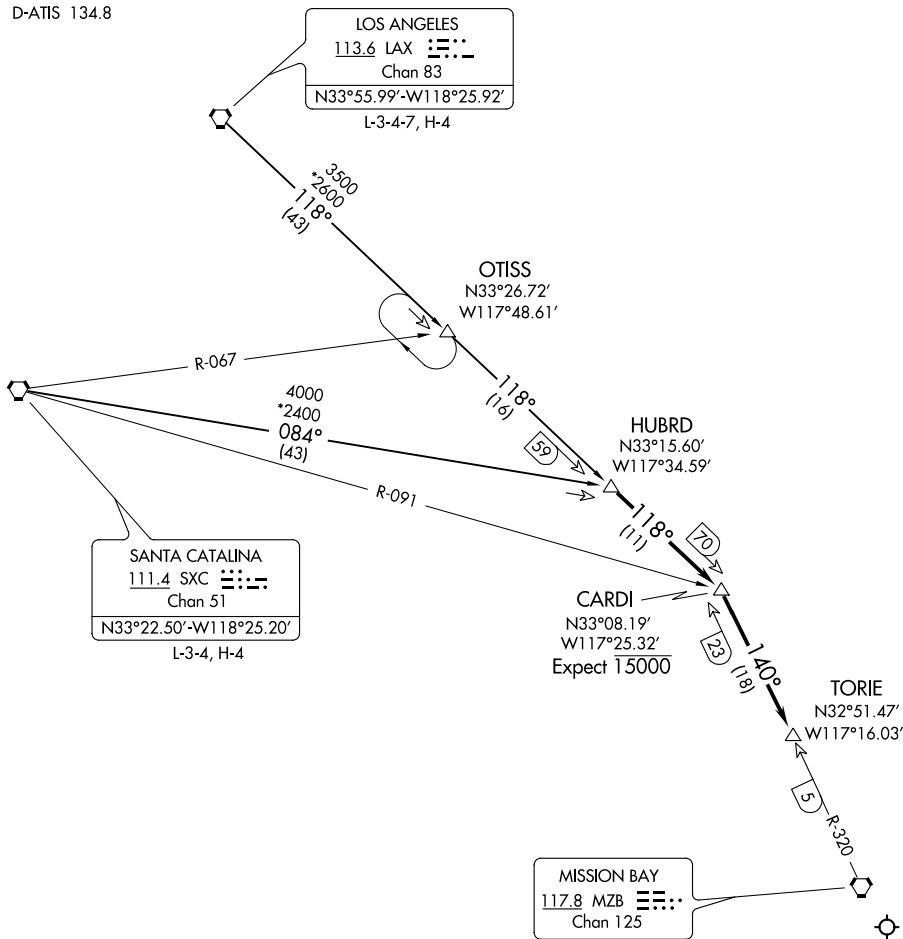 D-ATIS 134.8
LOS ANGELES
113.6 LAX
Chan 83
N33°55.99'-W118°25.92'
L-3-4-7, H-4
3500
*2600
118°
(43)
OTISS
N33°26.72'
W117°48.61'
R-067
4000
*2400
084°
(43)
118°
(16)
HUBRD
N33°15.60'
W117°34.59'
59
R-091
118°
(11)
70
SANTA CATALINA
111.4 SXC
Chan 51
N33°22.50'-W118°25.20'
L-3-4, H-4
CARDI
N33°08.19'
W117°25.32'
Expect 15000
23
140°
(18)
TORIE
N32°51.47'
W117°16.03'
5
R-320
MISSION BAY
117.8 MZB
Chan 125